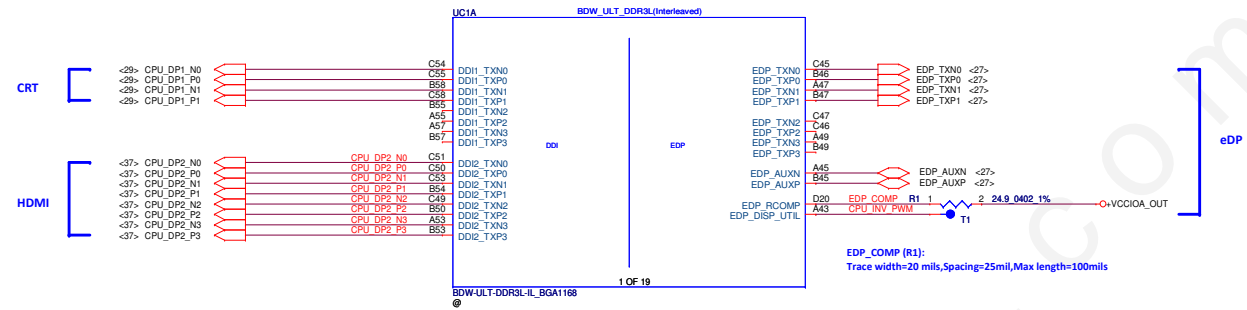 UC1A
BDW_ULT_DDR3L(Interleaved)
CRT
<29> CPU_DP1_N0
<29> CPU_DP1_P0
<29> CPU_DP1_N1
<29> CPU_DP1_P1
C54 DDI1_TXN0
C55 DDI1_TXP0
B58 DDI1_TXN1
C58 DDI1_TXP1
B55 DDI1_TXN2
A55 DDI1_TXP2
A57 DDI1_TXN3
B57 DDI1_TXP3
HDMI
<37> CPU_DP2_N0 CPU_DP2_N0 C51 DDI2_TXN0
<37> CPU_DP2_P0 CPU_DP2_P0 C50 DDI2_TXP0
<37> CPU_DP2_N1 CPU_DP2_N1 C53 DDI2_TXN1
<37> CPU_DP2_P1 CPU_DP2_P1 B54 DDI2_TXP1
<37> CPU_DP2_N2 CPU_DP2_N2 C49 DDI2_TXN2
<37> CPU_DP2_P2 CPU_DP2_P2 B50 DDI2_TXP2
<37> CPU_DP2_N3 CPU_DP2_N3 A53 DDI2_TXN3
<37> CPU_DP2_P3 CPU_DP2_P3 B53 DDI2_TXP3
DDI
EDP
EDP_TXN0 C45 EDP_TXN0 <27>
EDP_TXP0 B46 EDP_TXP0 <27>
EDP_TXN1 A47 EDP_TXN1 <27>
EDP_TXP1 B47 EDP_TXP1 <27>
EDP_TXN2 C47
EDP_TXP2 C46
EDP_TXN3 A49
EDP_TXP3 B49
EDP_AUXN A45 EDP_AUXN <27>
EDP_AUXP B45 EDP_AUXP <27>
EDP_RCOMP D20 EDP_COMP R1 1 2 24.9_0402_1% +VCCIOA_OUT
EDP_DISP_UTIL A43 CPU_INV_PWM T1
eDP
EDP_COMP (R1):
Trace width=20 mils,Spacing=25mil,Max length=100mils
1 OF 19
BDW-ULT-DDR3L-IL_BGA1168
@
com